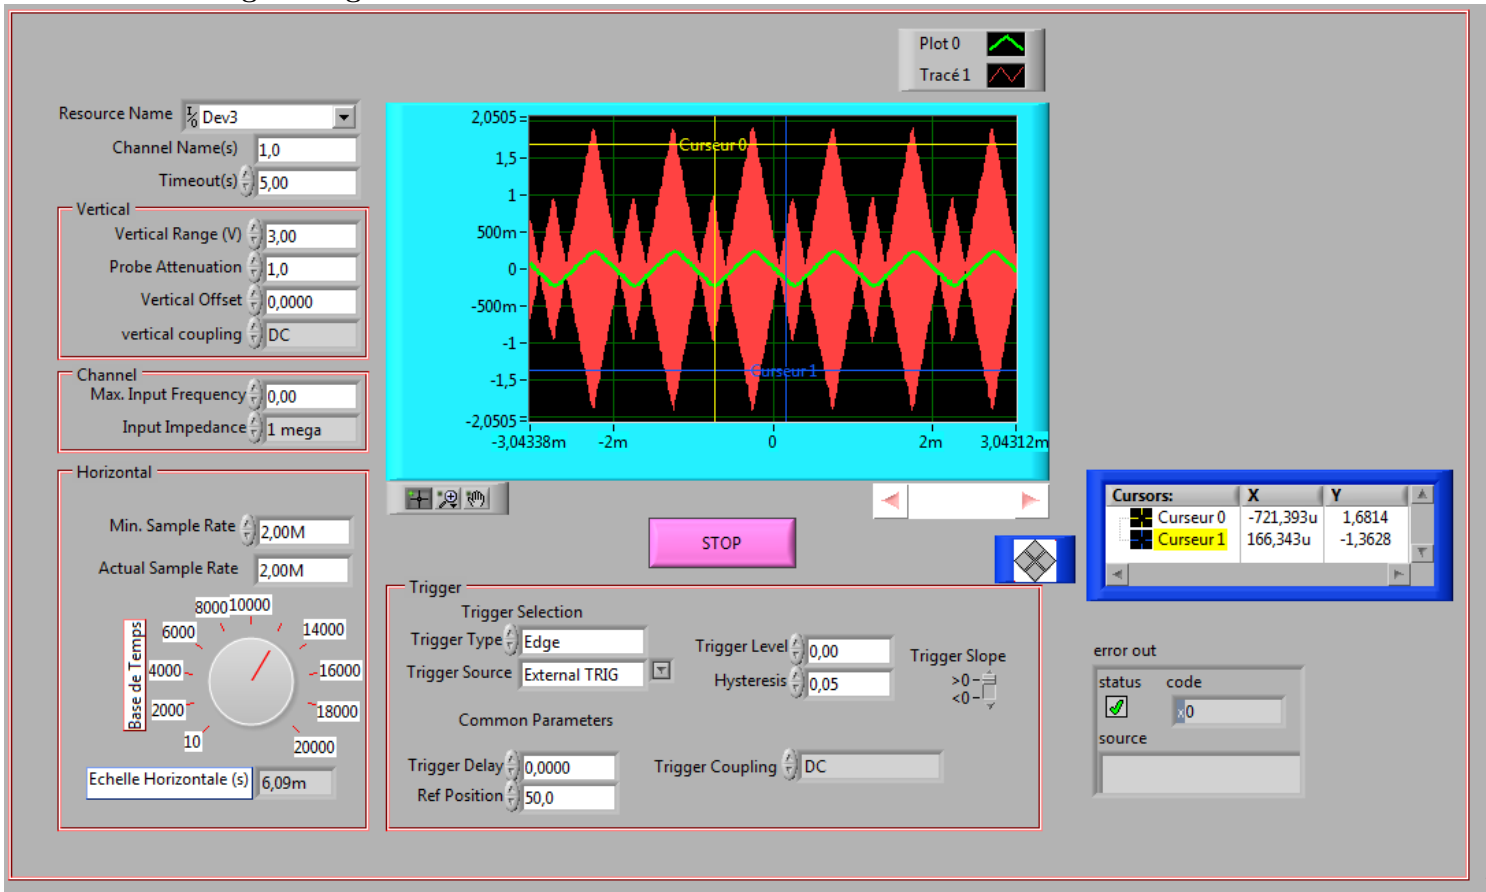 Plot 0
Tracé 1
Resource Name
I/0 Dev3
Channel Name(s)
1,0
Timeout(s)
5,00
Vertical
Vertical Range (V)
3,00
Probe Attenuation
1,0
Vertical Offset
0,0000
vertical coupling
DC
Channel
Max. Input Frequency
0,00
Input Impedance
1 mega
Horizontal
Min. Sample Rate
2,00M
Actual Sample Rate
2,00M
Base de Temps
10
2000
4000
6000
8000
10000
14000
16000
18000
20000
Echelle Horizontale (s)
6,09m
2,0505
1,5
1
500m
0
-500m
-1
-1,5
-2,0505
-3,04338m
-2m
0
2m
3,04312m
Curseur 0
Curseur 1
STOP
Trigger
Trigger Selection
Trigger Type
Edge
Trigger Source
External TRIG
Trigger Level
0,00
Hysteresis
0,05
Trigger Slope
>0
<0
Common Parameters
Trigger Delay
0,0000
Ref Position
50,0
Trigger Coupling
DC
Cursors: X Y
Curseur 0 -721,393u 1,6814
Curseur 1 166,343u -1,3628
error out
status code
x0
source